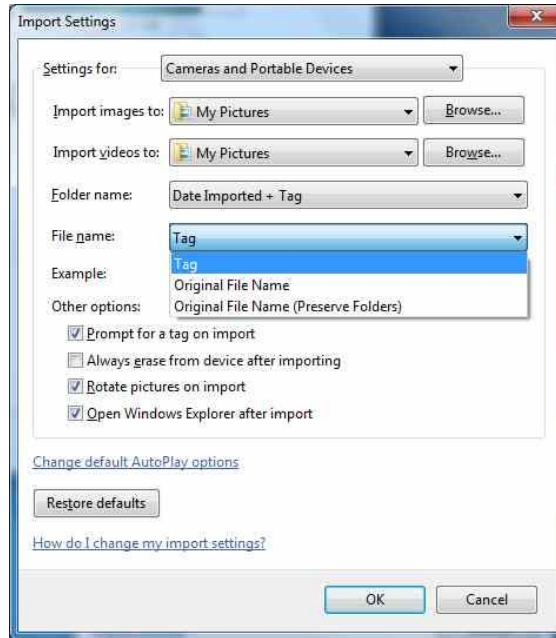 Import Settings
Settings for: Cameras and Portable Devices
Import images to: My Pictures Browse...
Import videos to: My Pictures Browse...
Folder name: Date Imported + Tag
File name: Tag
Tag
Example:
Original File Name
Other options: Original File Name (Preserve Folders)
Prompt for a tag on import
Always erase from device after importing
Rotate pictures on import
Open Windows Explorer after import
Change default AutoPlay options
Restore defaults
How do I change my import settings?
OK Cancel